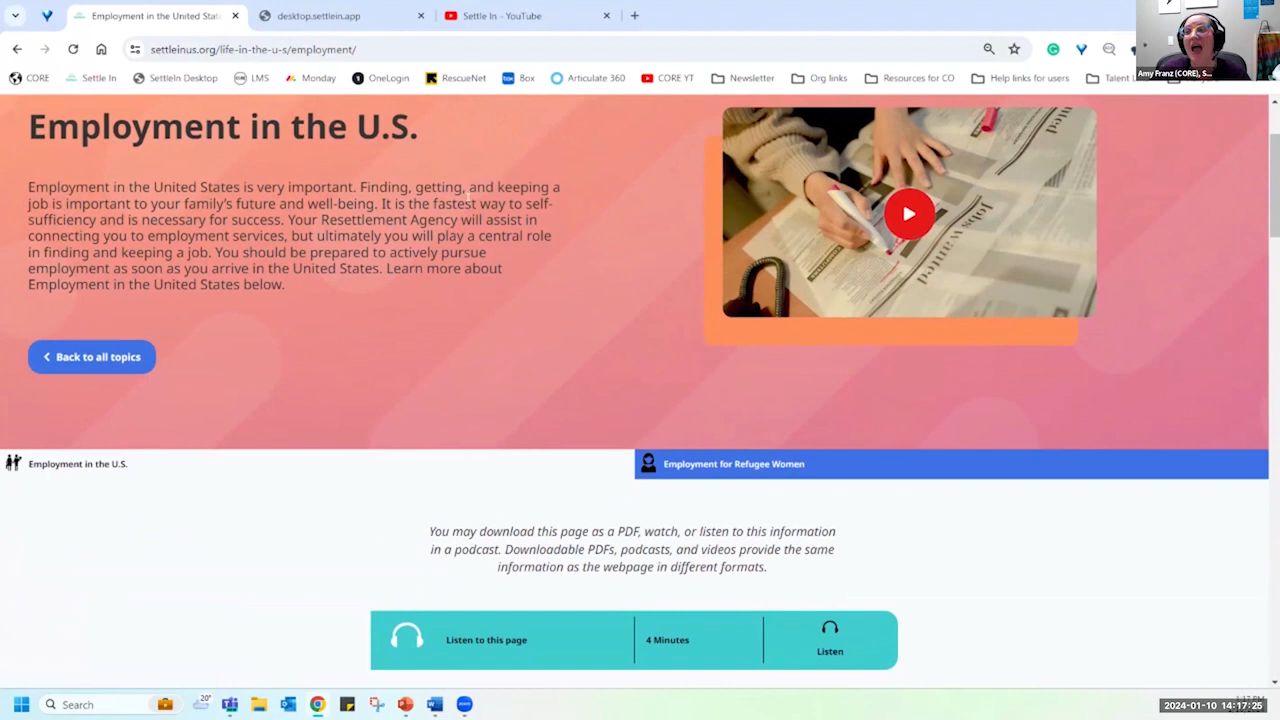 Employment in the United Stat
desktop.settlein.app
Settle In - YouTube
settleinus.org/life-in-the-u-s/employment/
CORE
Settle In
SettleIn Desktop
LMS
Monday
OneLogin
RescueNet
Box
Articulate 360
CORE YT
Newsletter
Org links
Resources for CO
Help links for users
Talent
Amy Franz (CORE), S...
Employment in the U.S.
Employment in the United States is very important. Finding, getting, and keeping a
job is important to your family's future and well-being. It is the fastest way to self-
sufficiency and is necessary for success. Your Resettlement Agency will assist in
connecting you to employment services, but ultimately you will play a central role
in finding and keeping a job. You should be prepared to actively pursue
employment as soon as you arrive in the United States. Learn more about
Employment in the United States below.
Jobs Wanted
Back to all topics
Employment in the U.S.
Employment for Refugee Women
You may download this page as a PDF, watch, or listen to this information
in a podcast. Downloadable PDFs, podcasts, and videos provide the same
information as the webpage in different formats.
Listen to this page
4 Minutes
Listen
Search
20°
2024-01-10 14:17:25